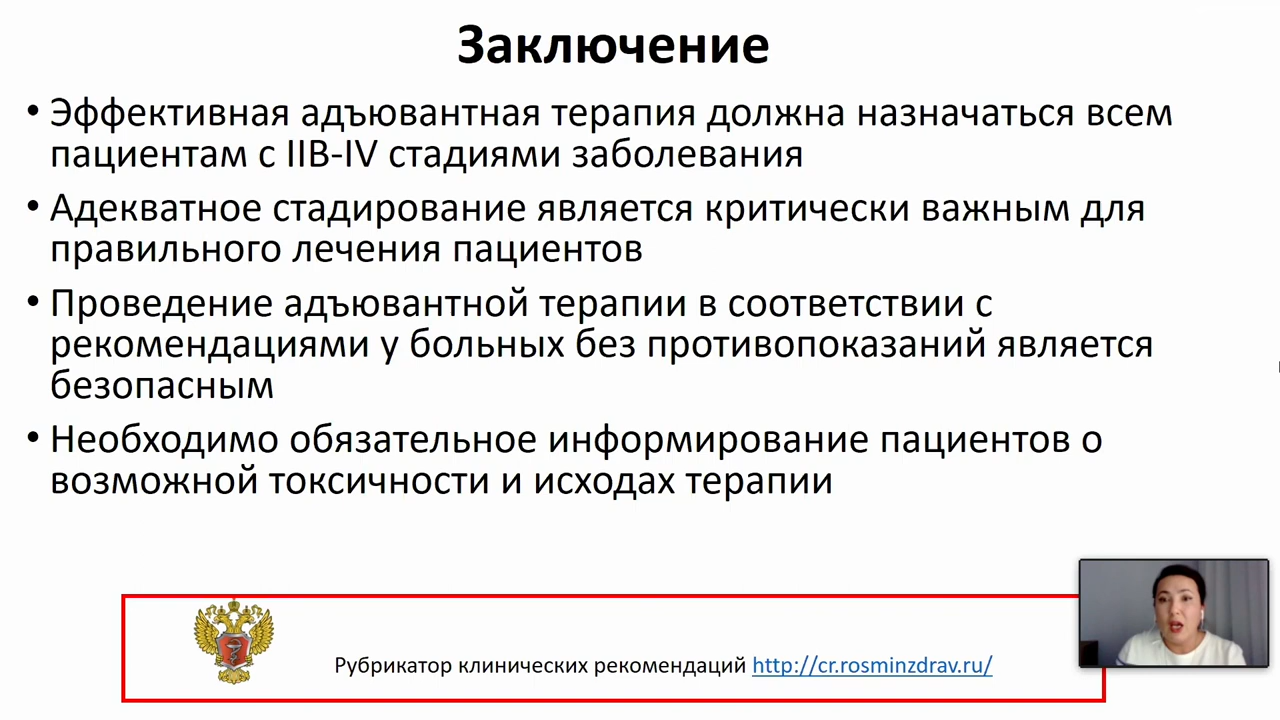 Заключение
• Эффективная адъювантная терапия должна назначаться всем
пациентам с IIB-IV стадиями заболевания
• Адекватное стадирование является критически важным для
правильного лечения пациентов
• Проведение адъювантной терапии в соответствии с
рекомендациями у больных без противопоказаний является
безопасным
• Необходимо обязательное информирование пациентов о
возможной токсичности и исходах терапии
Рубрикатор клинических рекомендаций http://cr.rosminzdrav.ru/